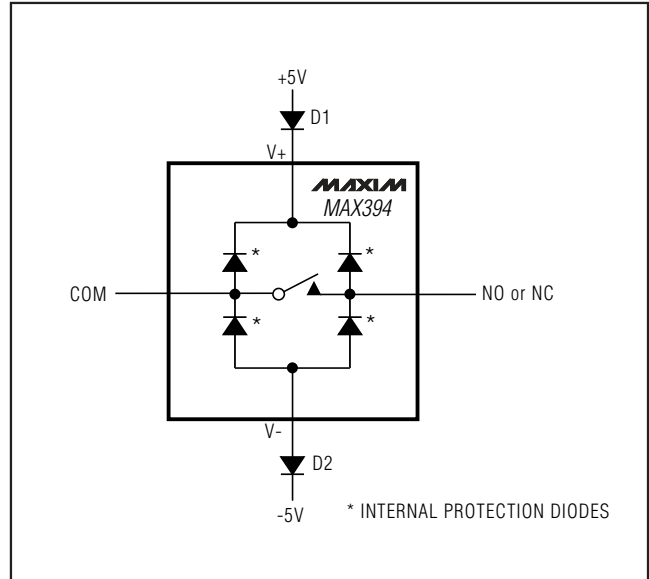 +5V
D1
V+
MAXIM
MAX394
*
*
COM
NO or NC
*
*
V-
D2
-5V
* INTERNAL PROTECTION DIODES